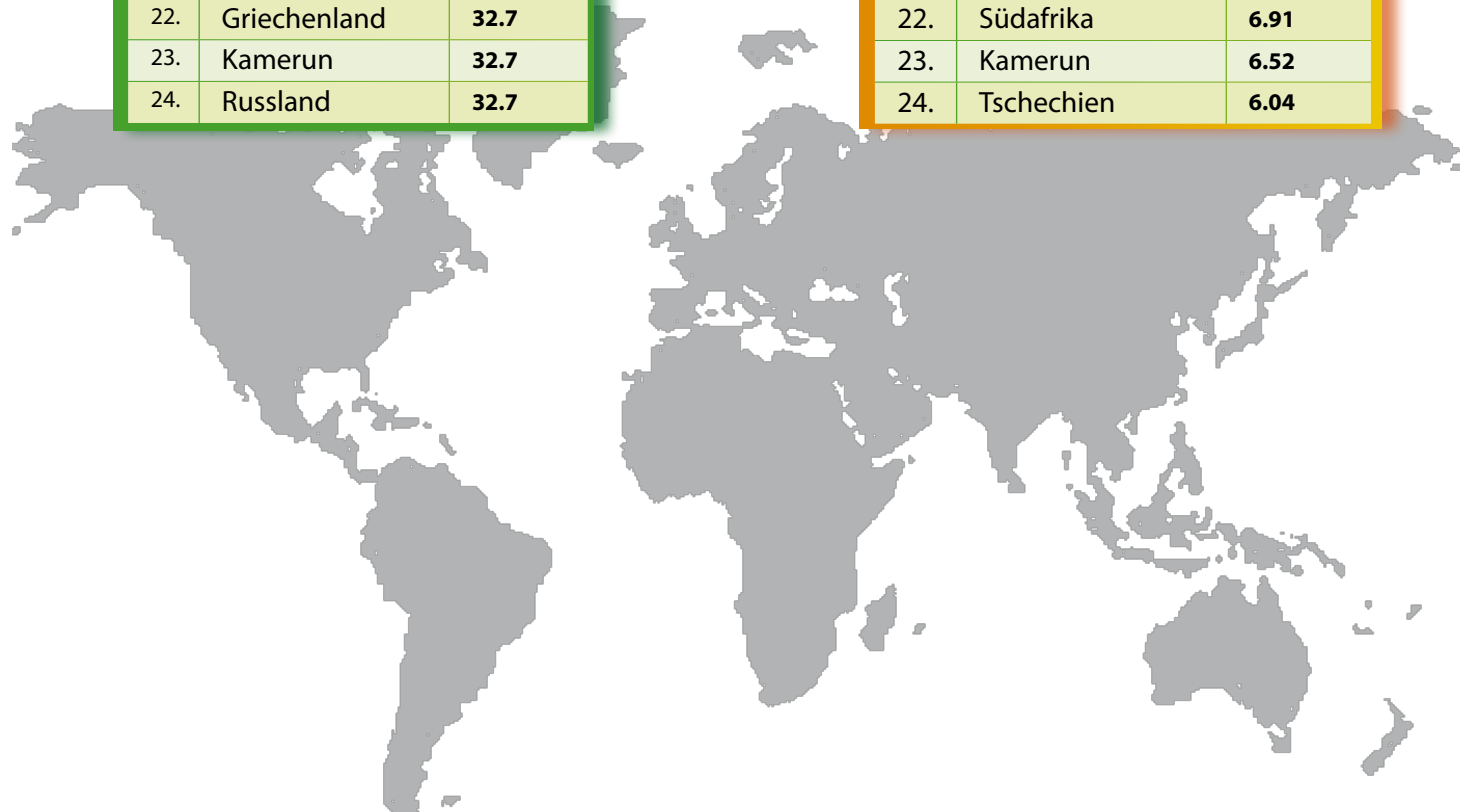 22. Griechenland 32.7
23. Kamerun 32.7
24. Russland 32.7
22. Südafrika 6.91
23. Kamerun 6.52
24. Tschechien 6.04